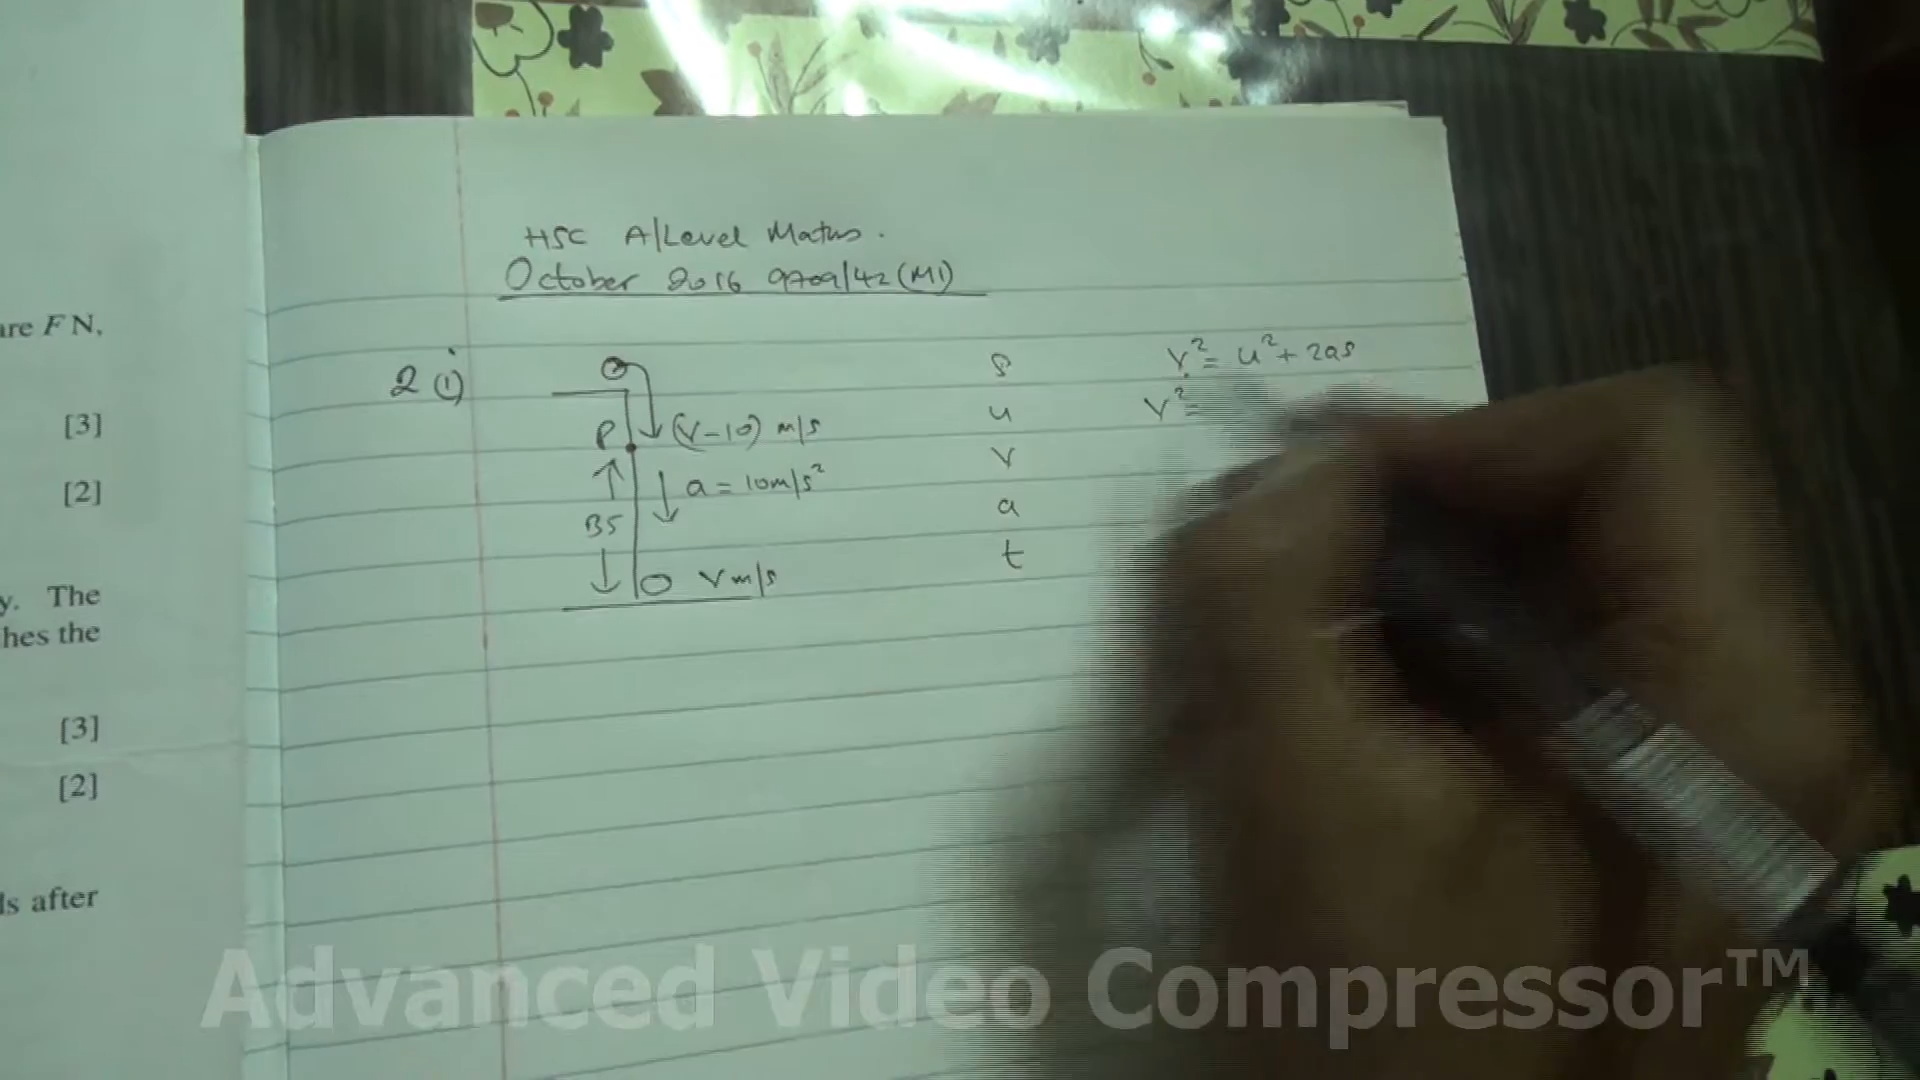 are F N,
[3]
[2]
y. The
hes the
[3]
[2]
ls after
HSC A/Level Maths.
October 2016 9709/42 (M1)
2 (i)
P
(V-10) m/s
a = 10m/s²
35
V m/s
s
u
v
a
t
V² = u² + 2as
V² =
Advanced Video Compressor™